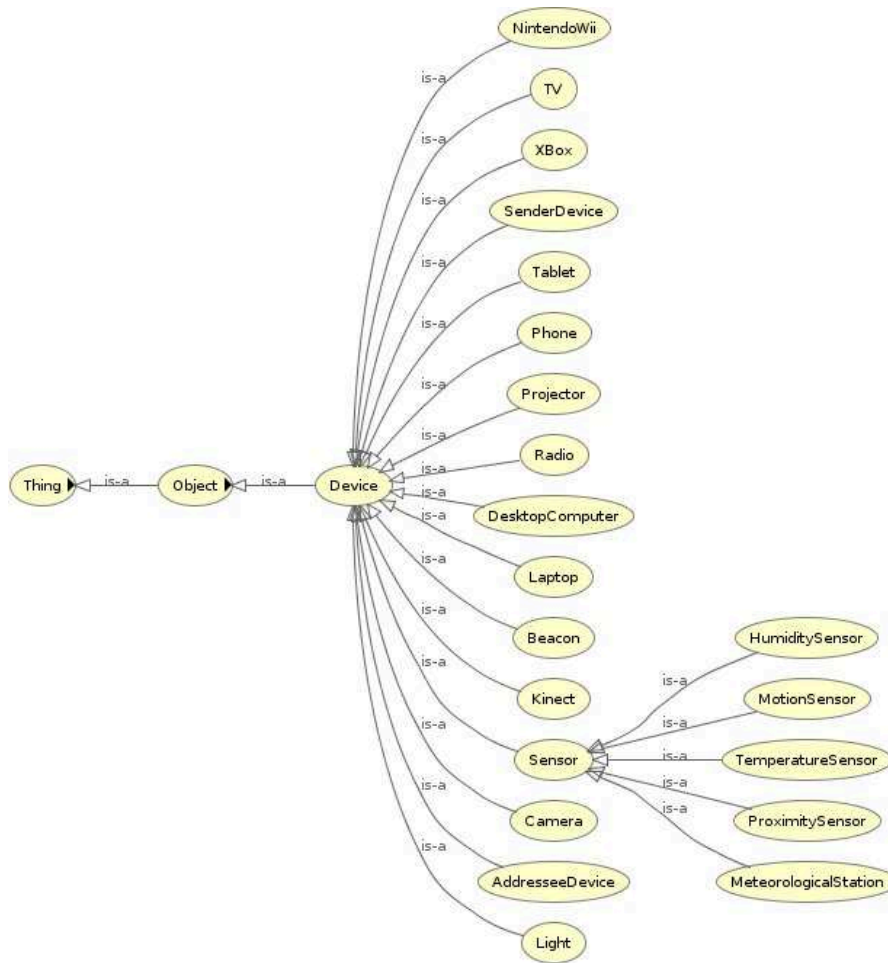 NintendoWii
is-a
TV
is-a
XBox
is-a
SenderDevice
is-a
Tablet
is-a
Phone
is-a
Projector
is-a
Radio
is-a
Thing
is-a
Object
is-a
Device
is-a
DesktopComputer
is-a
Laptop
is-a
Beacon
is-a
Kinect
is-a
Sensor
is-a
Camera
is-a
AddresseeDevice
is-a
Light
is-a
HumiditySensor
is-a
MotionSensor
is-a
TemperatureSensor
is-a
ProximitySensor
is-a
MeteorologicalStation
is-a